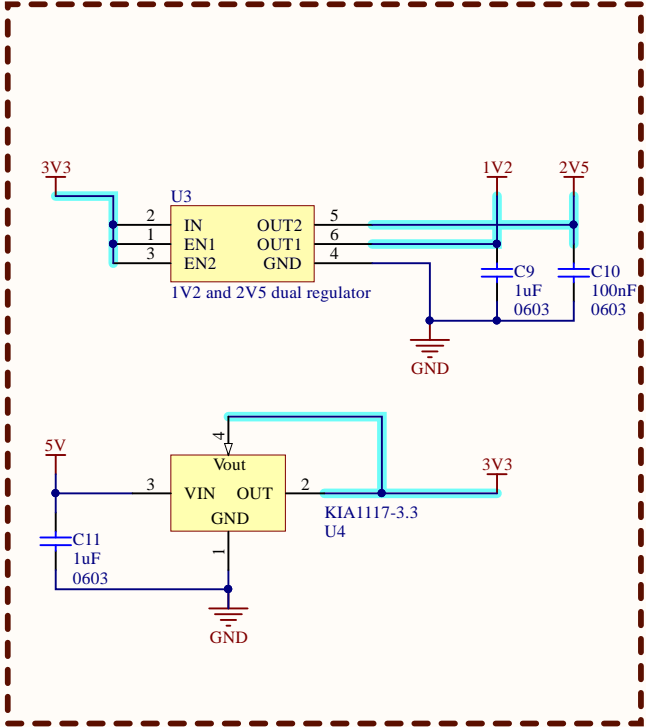 3V3
1V2
2V5
U3
2
IN
OUT2
5
1
EN1
OUT1
6
3
EN2
GND
4
1V2 and 2V5 dual regulator
C9
1uF
0603
C10
100nF
0603
GND
5V
4
Vout
3V3
3
VIN
OUT
2
GND
KIA1117-3.3
U4
C11
1uF
0603
1
GND